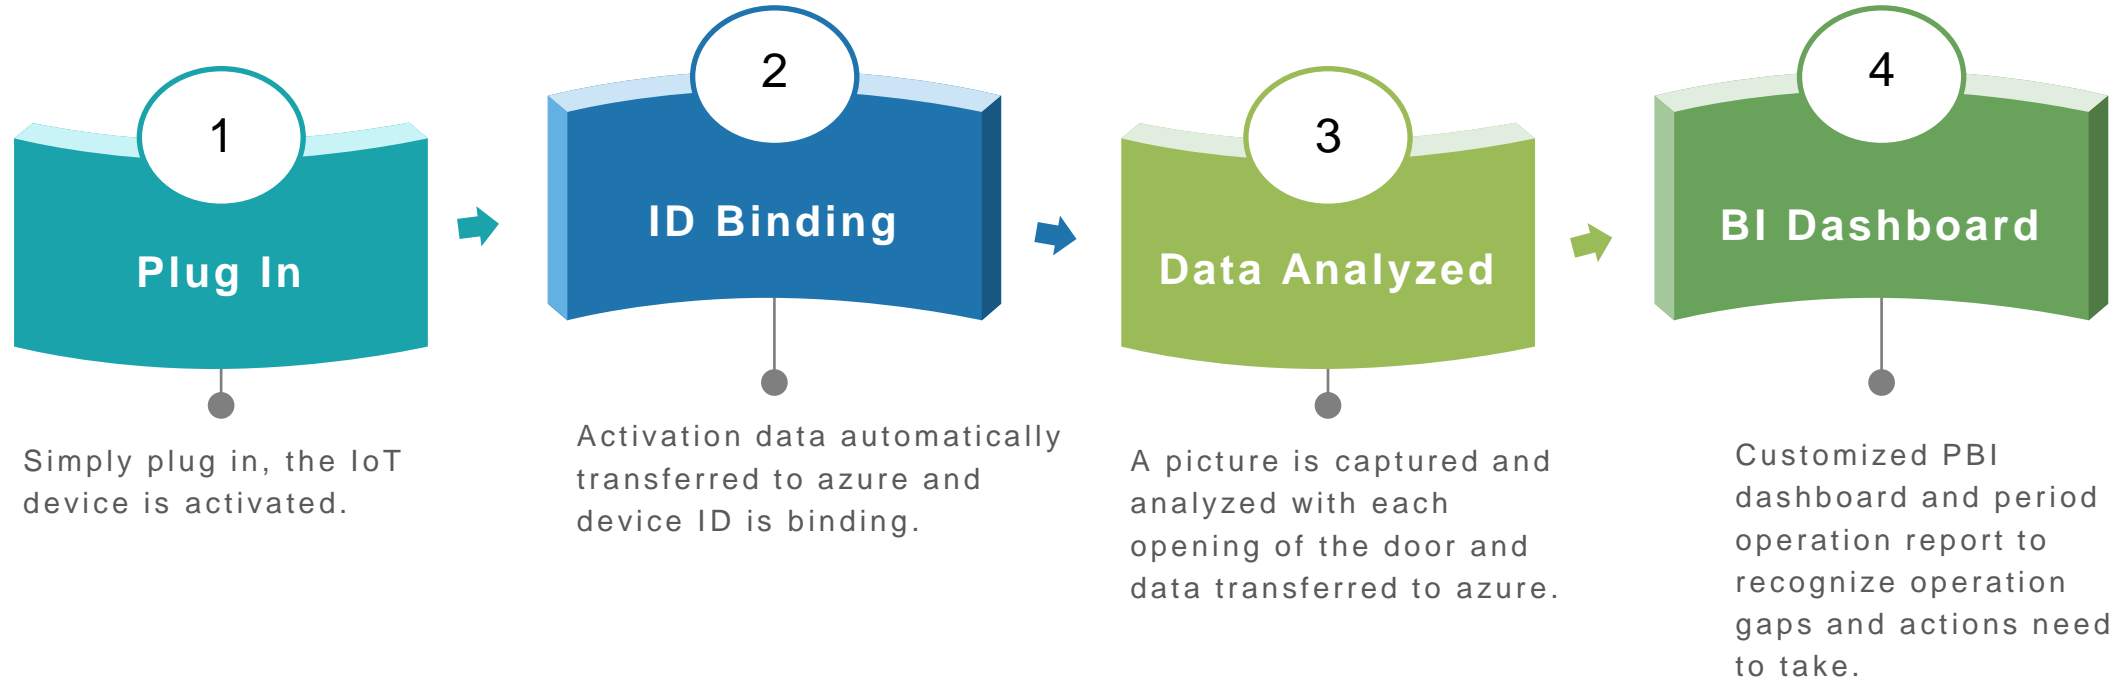 1
Plug In
Simply plug in, the IoT
device is activated.
2
ID Binding
Activation data automatically
transferred to azure and
device ID is binding.
3
Data Analyzed
A picture is captured and
analyzed with each
opening of the door and
data transferred to azure.
4
BI Dashboard
Customized PBI
dashboard and period
operation report to
recognize operation
gaps and actions need
to take.